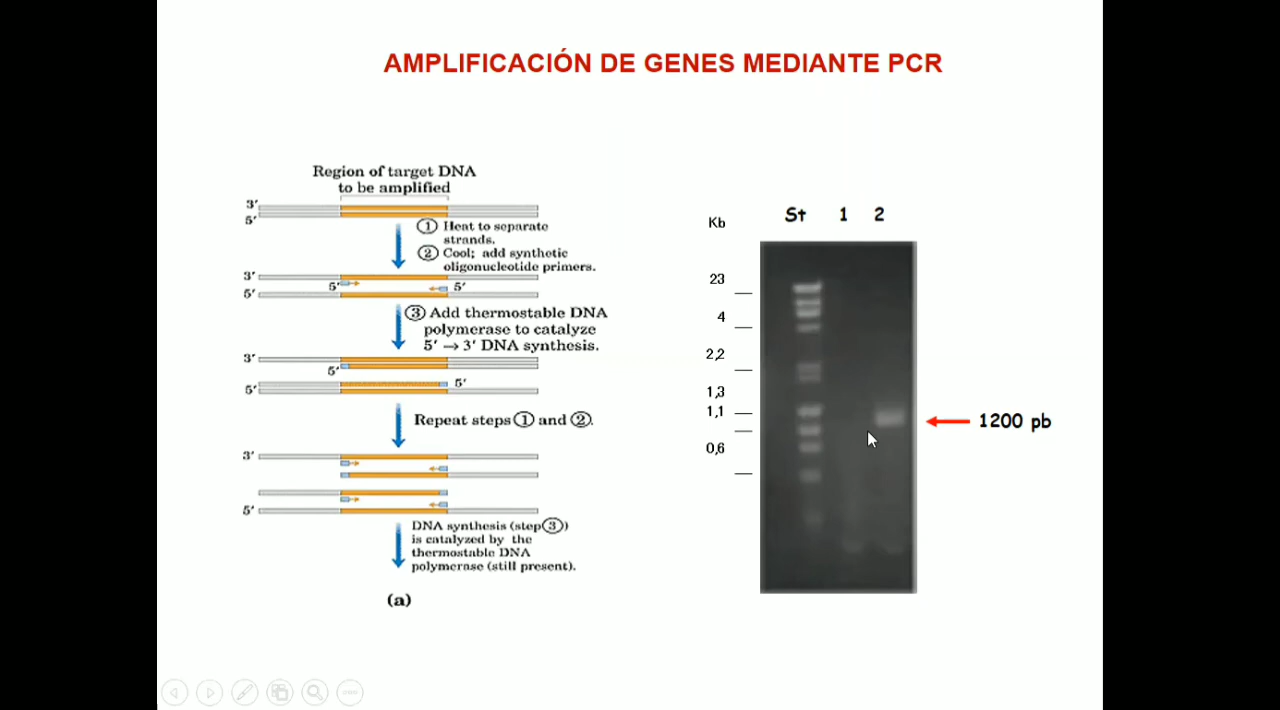 AMPLIFICACIÓN DE GENES MEDIANTE PCR
Region of target DNA
to be amplified
3′
5′
① Heat to separate
strands.
② Cool; add synthetic
oligonucleotide primers.
3′
5′
5′
5′
③ Add thermostable DNA
polymerase to catalyze
5′ → 3′ DNA synthesis.
3′
5′
5′
5′
Repeat steps ① and ②.
3′
5′
DNA synthesis (step ③)
is catalyzed by the
thermostable DNA
polymerase (still present).
(a)
Kb
St 1 2
23
4
2,2
1,3
1,1
0,6
1200 pb